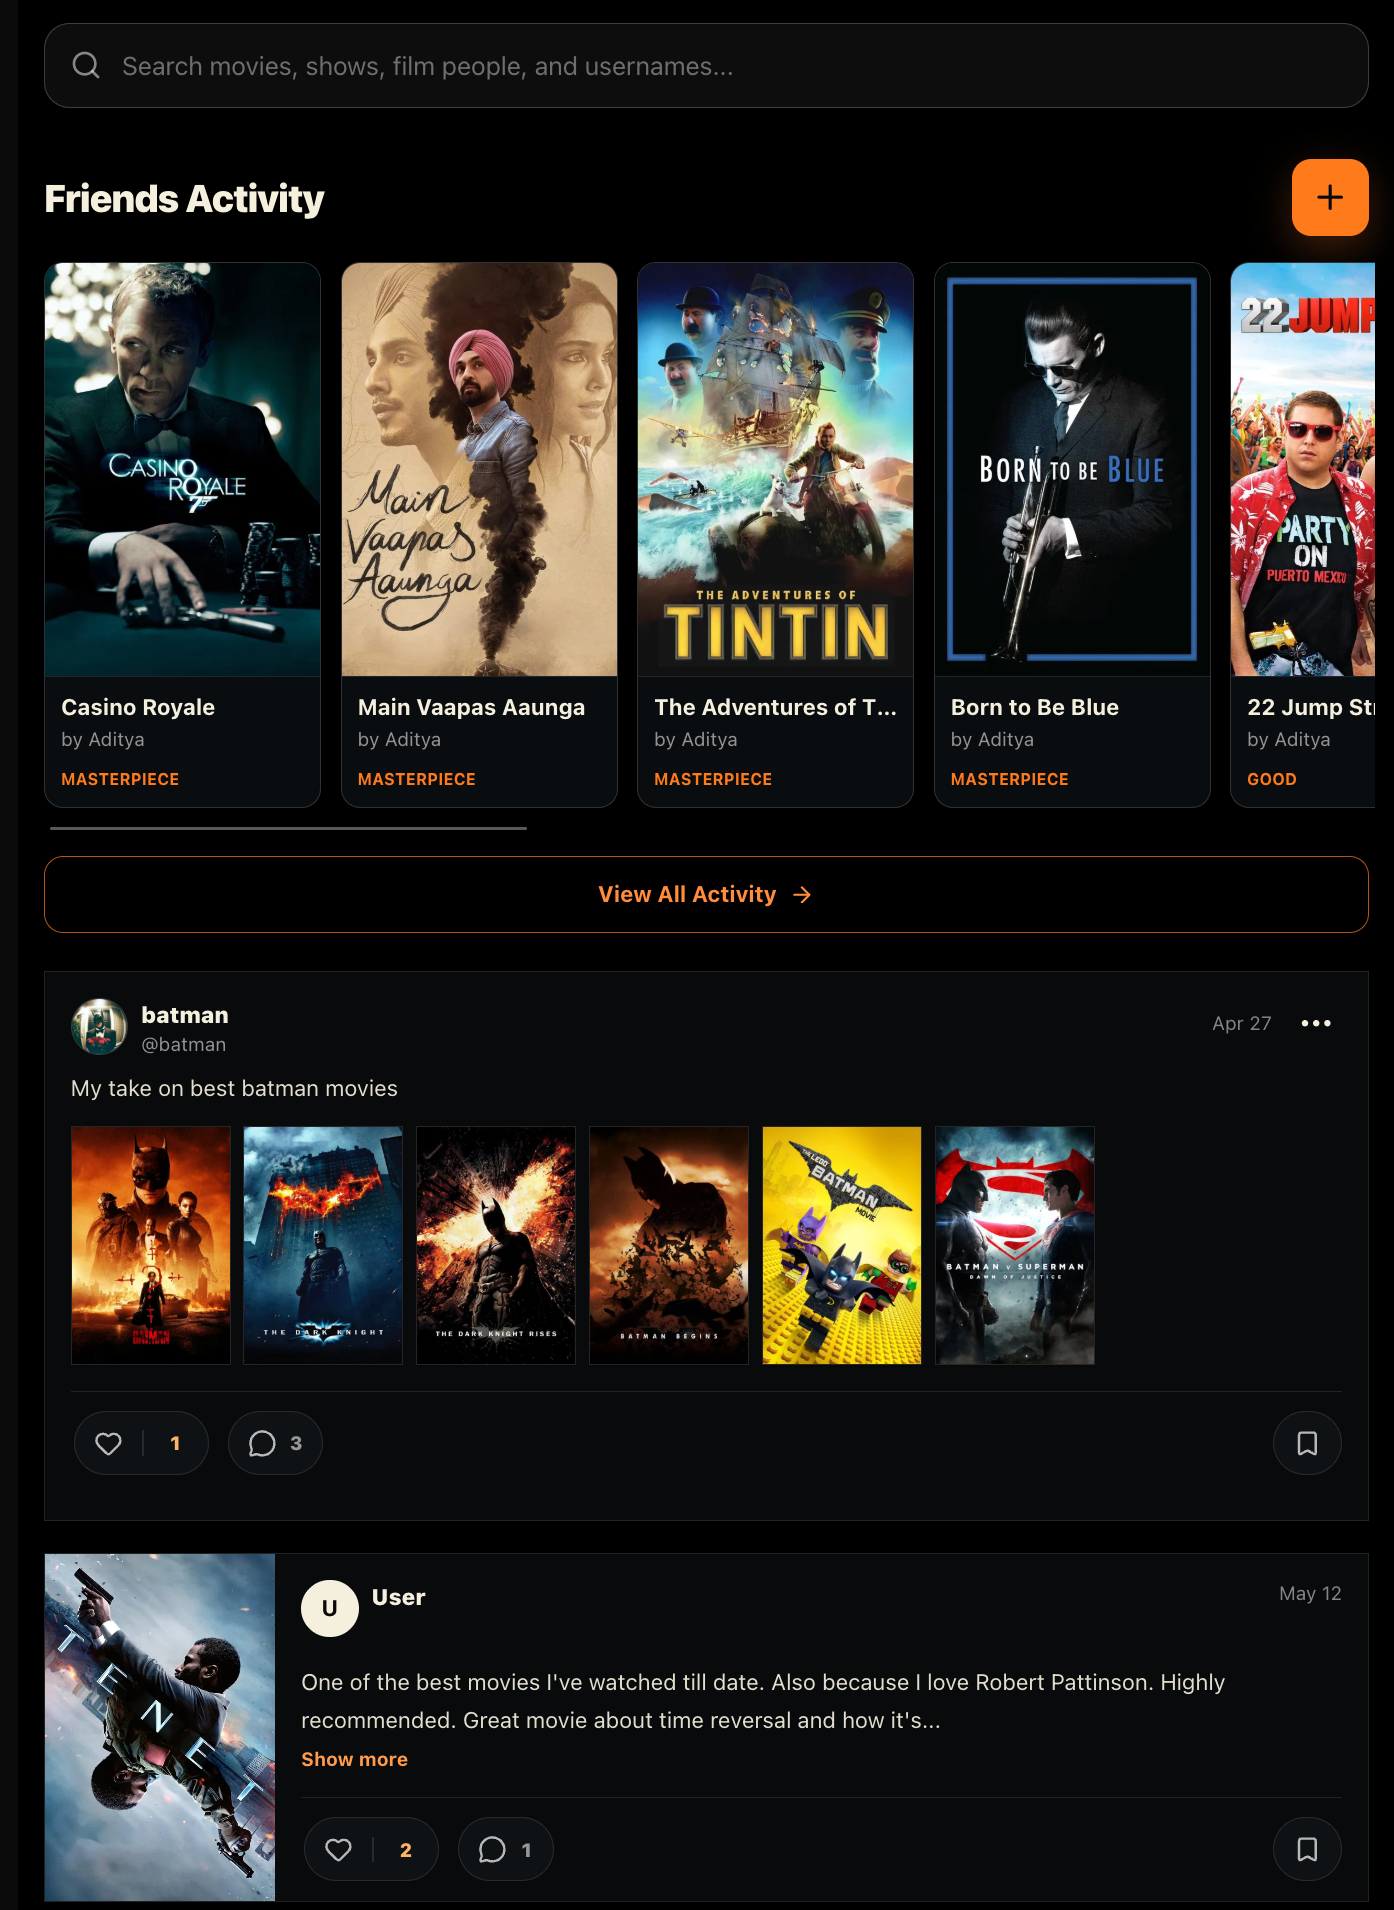 Search movies, shows, film people, and usernames...
Friends Activity
CASINO
ROYALE
007
Main
Vaapas
Aaunga
THE ADVENTURES OF
TINTIN
BORN TO BE BLUE
22 JUMP
PARTY
ON
PUERTO MEXICO
Casino Royale
by Aditya
MASTERPIECE
Main Vaapas Aaunga
by Aditya
MASTERPIECE
The Adventures of T...
by Aditya
MASTERPIECE
Born to Be Blue
by Aditya
MASTERPIECE
22 Jump Str
by Aditya
GOOD
View All Activity →
batman
@batman
Apr 27
My take on best batman movies
THE BATMAN
THE DARK KNIGHT
THE DARK KNIGHT RISES
BATMAN BEGINS
THE LEGO
BATMAN
MOVIE
BATMAN v SUPERMAN
DAWN OF JUSTICE
1
3
TENET
U
User
May 12
One of the best movies I've watched till date. Also because I love Robert Pattinson. Highly
recommended. Great movie about time reversal and how it's...
Show more
2
1